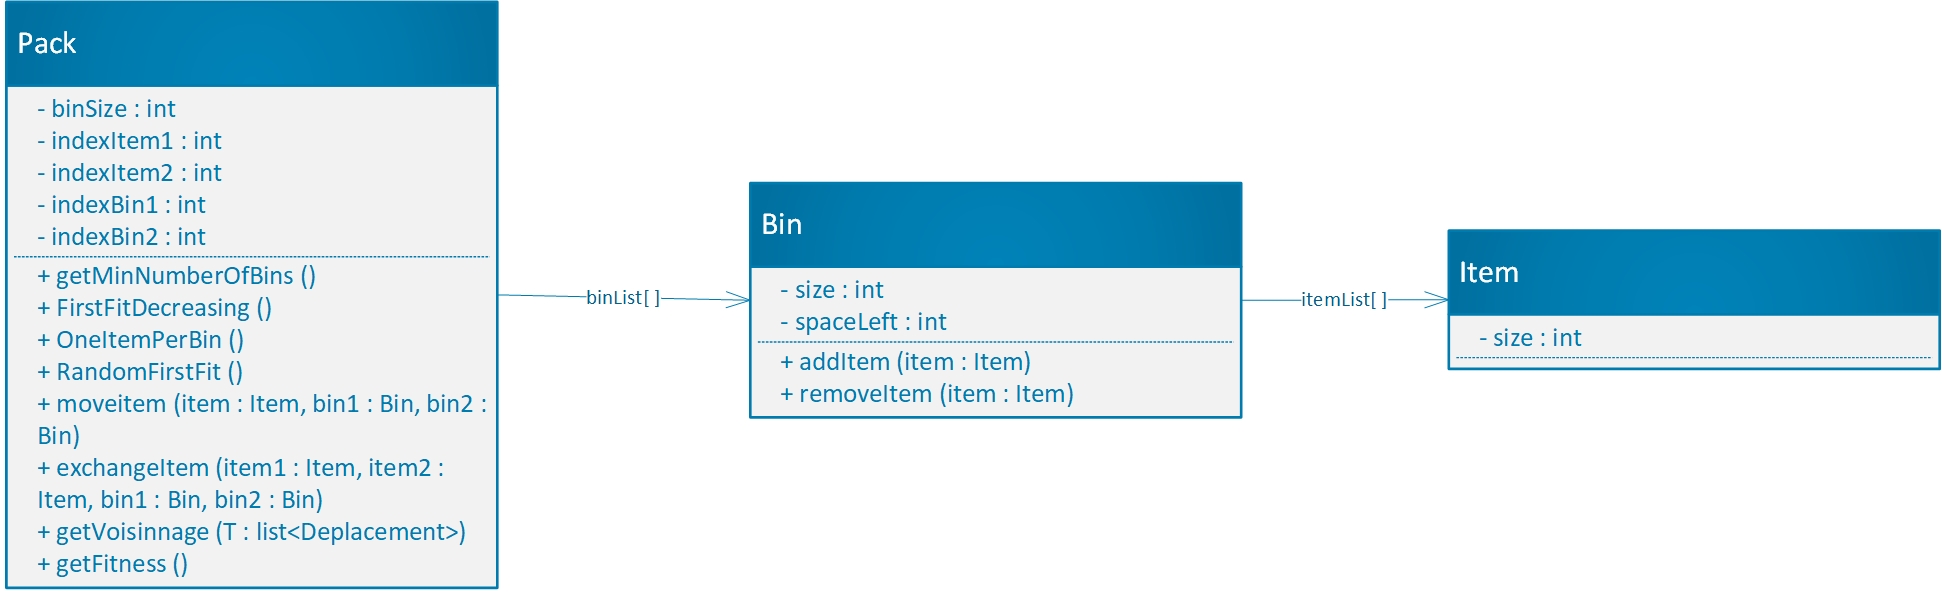 Pack
- binSize : int
- indexItem1 : int
- indexItem2 : int
- indexBin1 : int
- indexBin2 : int
+ getMinNumberOfBins ()
+ FirstFitDecreasing ()
+ OneItemPerBin ()
+ RandomFirstFit ()
+ moveitem (item : Item, bin1 : Bin, bin2 :
Bin)
+ exchangeItem (item1 : Item, item2 :
Item, bin1 : Bin, bin2 : Bin)
+ getVoisinnage (T : list<Deplacement>)
+ getFitness ()
binList[ ]
Bin
- size : int
- spaceLeft : int
+ addItem (item : Item)
+ removeItem (item : Item)
itemList[ ]
Item
- size : int